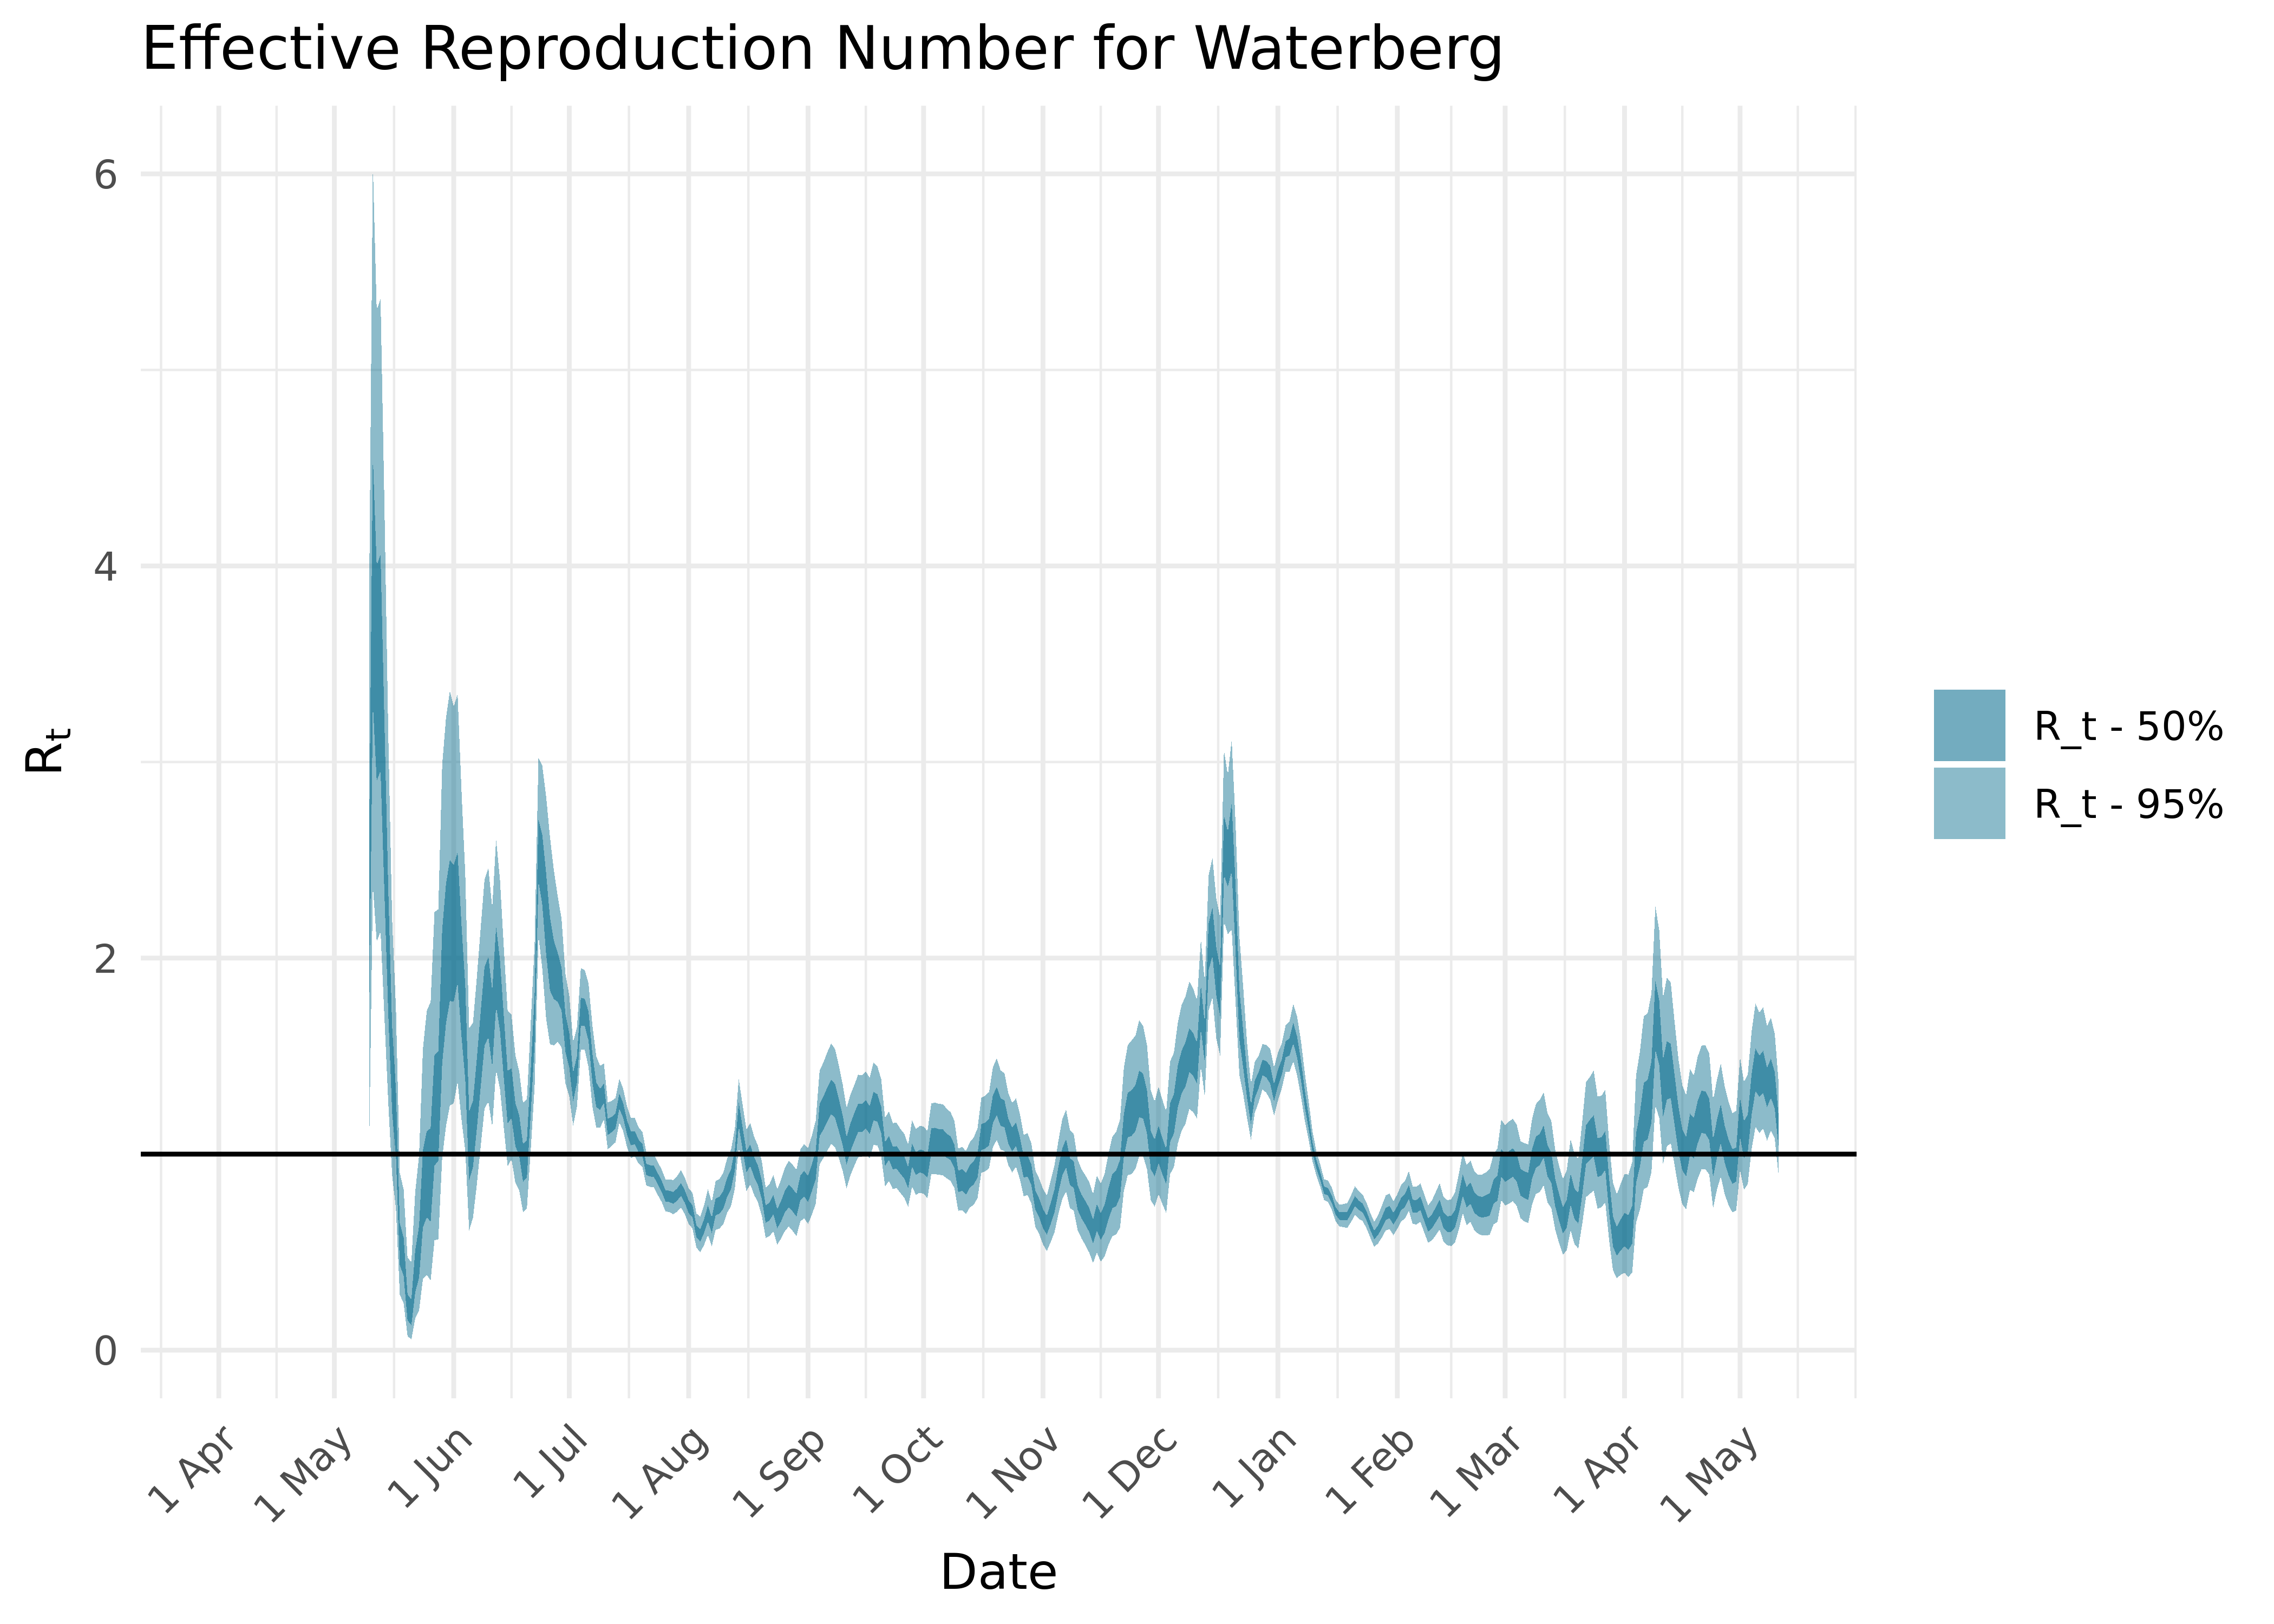 Effective Reproduction Number for Waterberg
6
4
2
0
Rt
1 Apr
1 May
1 Jun
1 Jul
1 Aug
1 Sep
1 Oct
1 Nov
1 Dec
1 Jan
1 Feb
1 Mar
1 Apr
1 May
Date
R_t - 50%
R_t - 95%